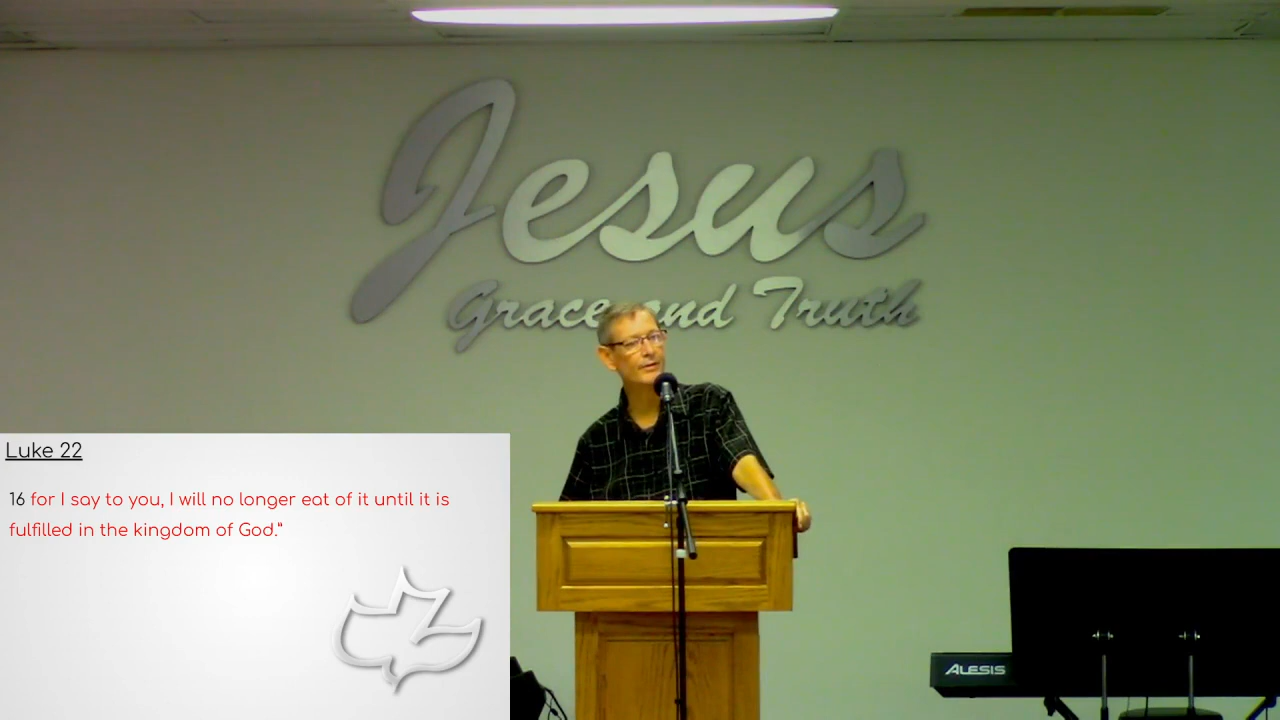 Jesus
Grace and Truth
Luke 22
16 for I say to you, I will no longer eat of it until it is
fulfilled in the kingdom of God.”
ALESIS